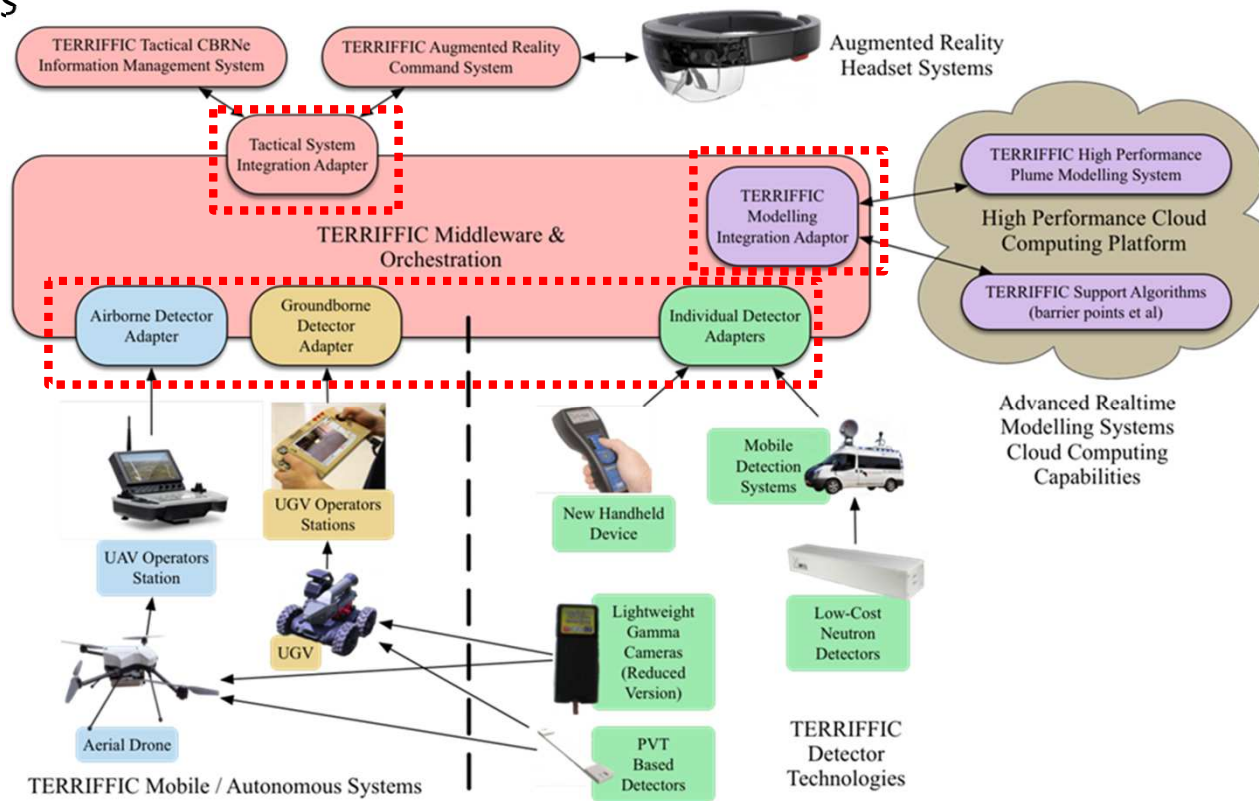 TERRIFFIC Tactical CBRNe
Information Management System
TERRIFFIC Augmented Reality
Command System
Augmented Reality
Headset Systems
Tactical System
Integration Adapter
TERRIFFIC High Performance
Plume Modelling System
TERRIFFIC
Modelling
Integration Adaptor
High Performance Cloud
Computing Platform
TERRIFFIC Middleware &
Orchestration
TERRIFFIC Support Algorithms
(barrier points et al)
Airborne Detector
Adapter
Groundborne
Detector
Adapter
Individual Detector
Adapters
Advanced Realtime
Modelling Systems
Cloud Computing
Capabilities
Mobile
Detection
Systems
UGV Operators
Stations
New Handheld
Device
UAV Operators
Station
Lightweight
Gamma
Cameras
(Reduced
Version)
Low-Cost
Neutron
Detectors
UGV
Aerial Drone
PVT
Based
Detectors
TERRIFFIC
Detector
Technologies
TERRIFFIC Mobile / Autonomous Systems